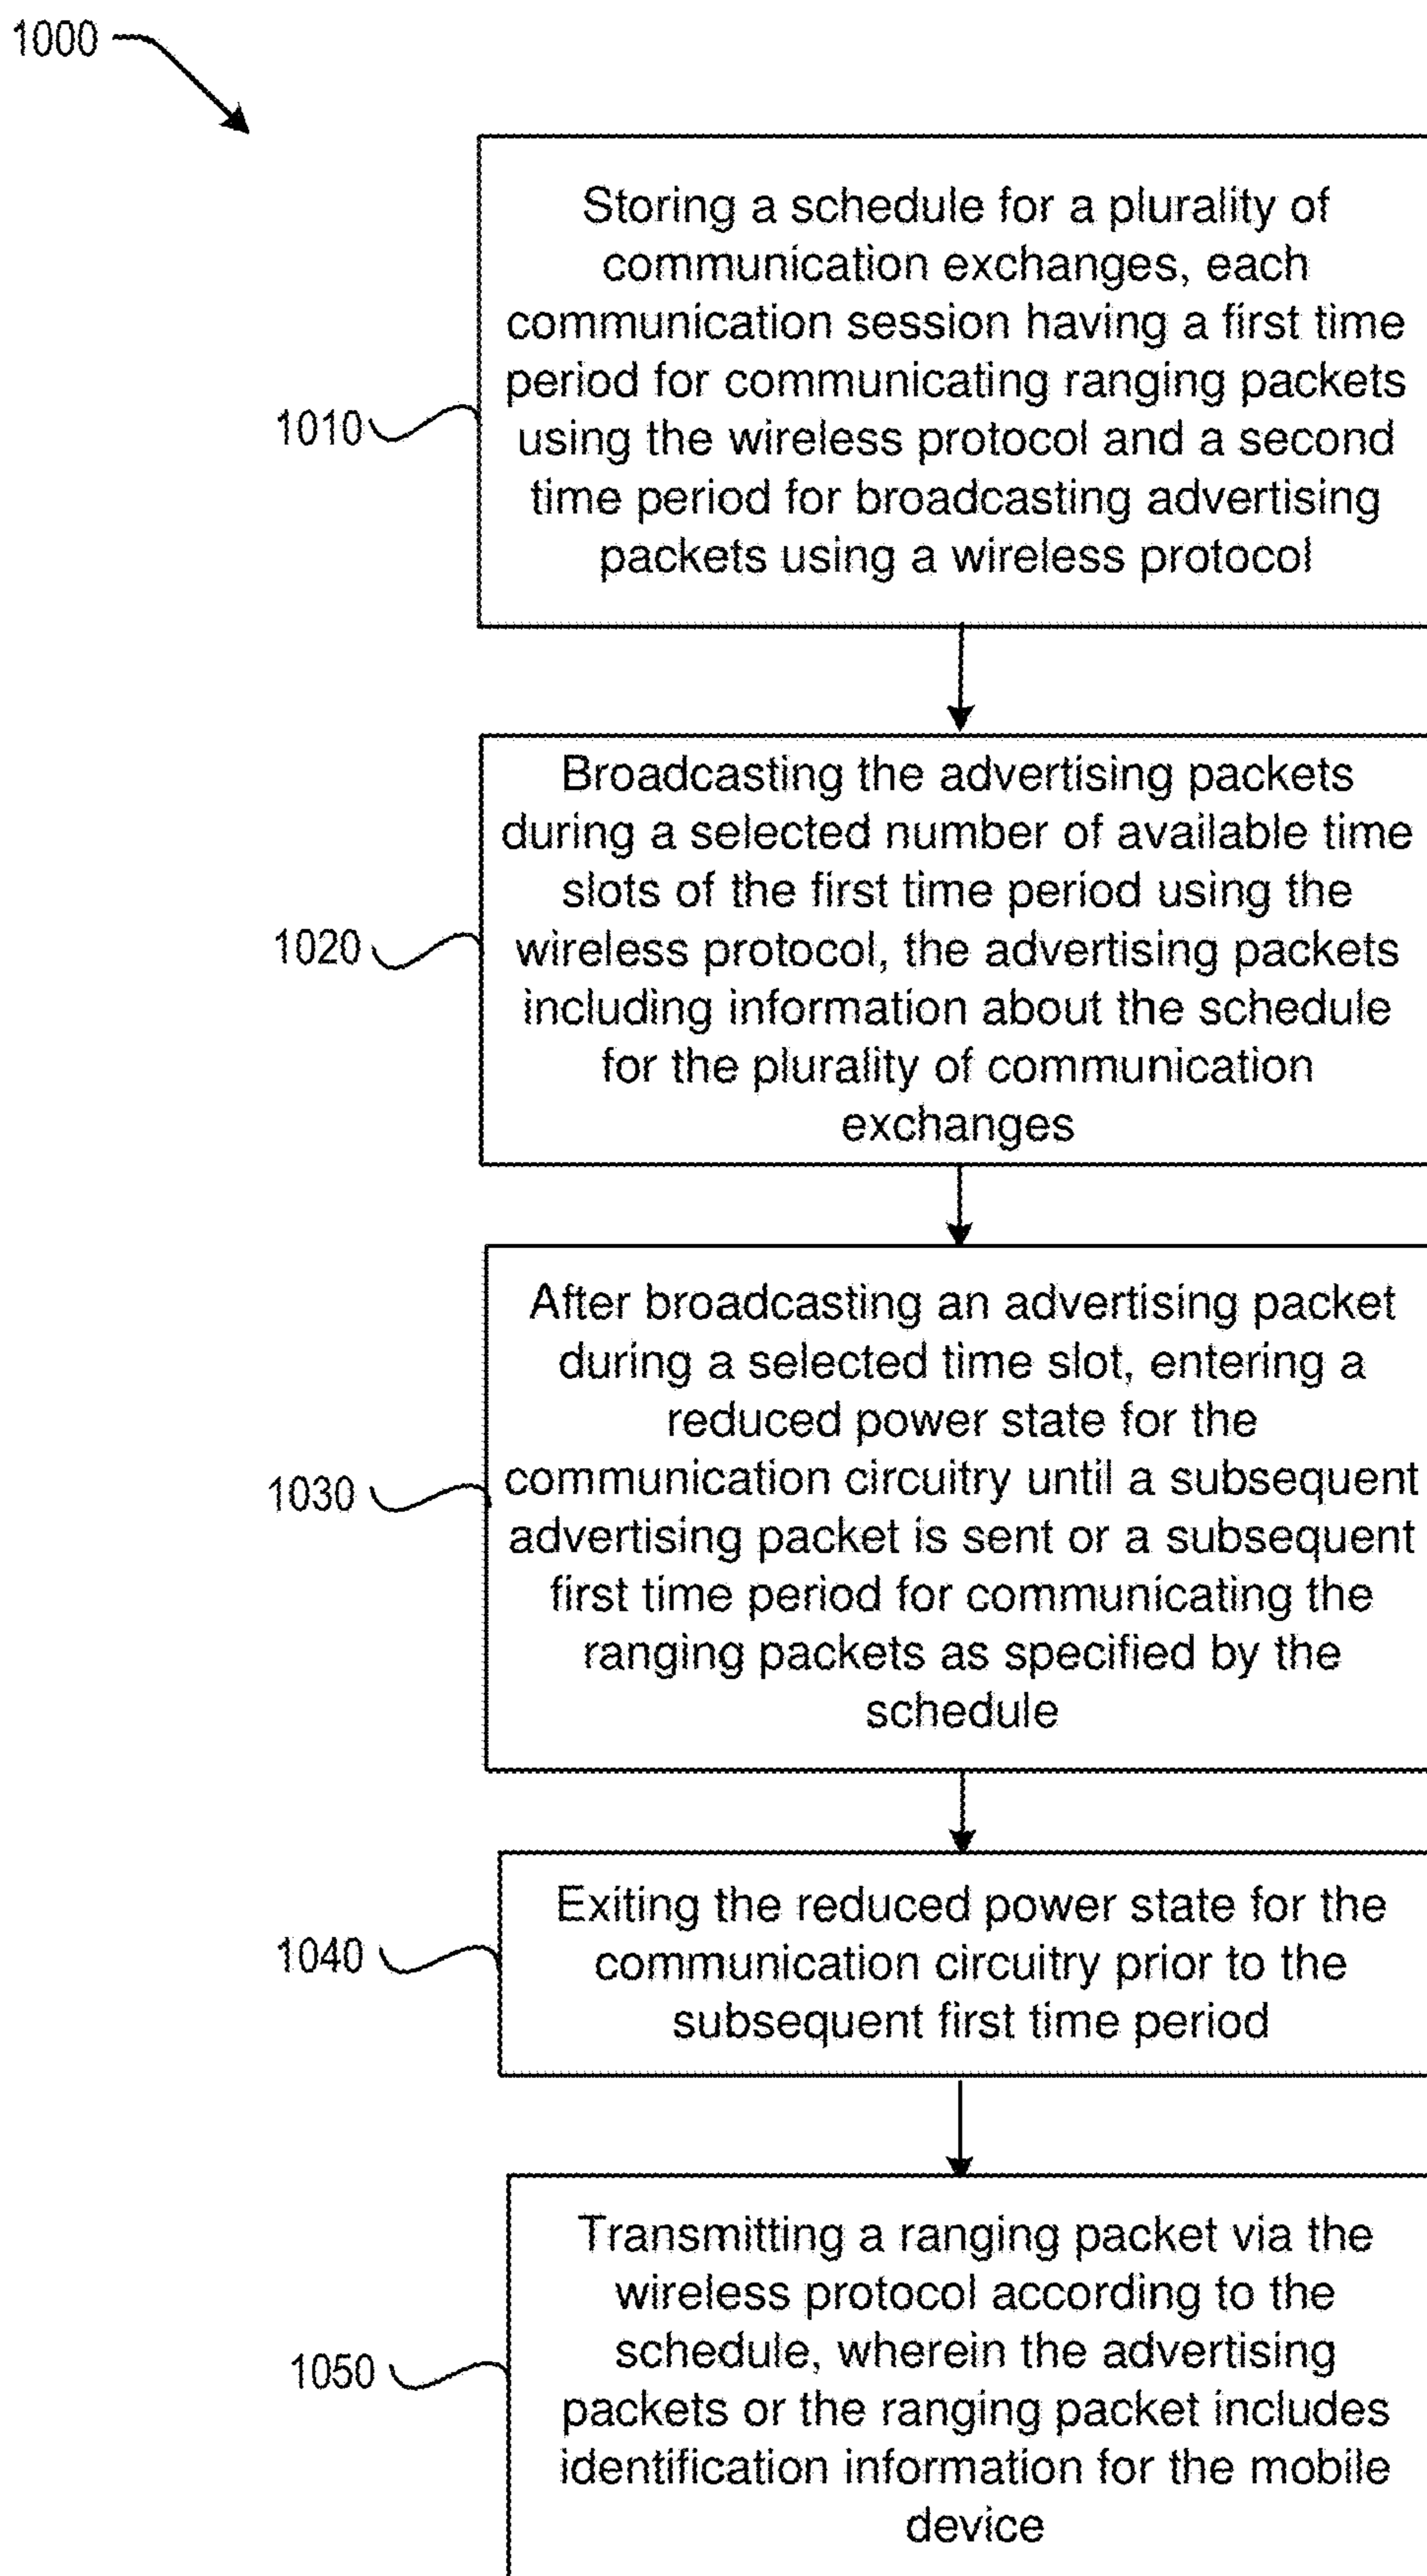 1000
Storing a schedule for a plurality of
communication exchanges, each
communication session having a first time
period for communicating ranging packets
using the wireless protocol and a second
time period for broadcasting advertising
packets using a wireless protocol
1010
Broadcasting the advertising packets
during a selected number of available time
slots of the first time period using the
wireless protocol, the advertising packets
including information about the schedule
for the plurality of communication
exchanges
1020
After broadcasting an advertising packet
during a selected time slot, entering a
reduced power state for the
communication circuitry until a subsequent
advertising packet is sent or a subsequent
first time period for communicating the
ranging packets as specified by the
schedule
1030
Exiting the reduced power state for the
communication circuitry prior to the
subsequent first time period
1040
Transmitting a ranging packet via the
wireless protocol according to the
schedule, wherein the advertising
packets or the ranging packet includes
identification information for the mobile
device
1050